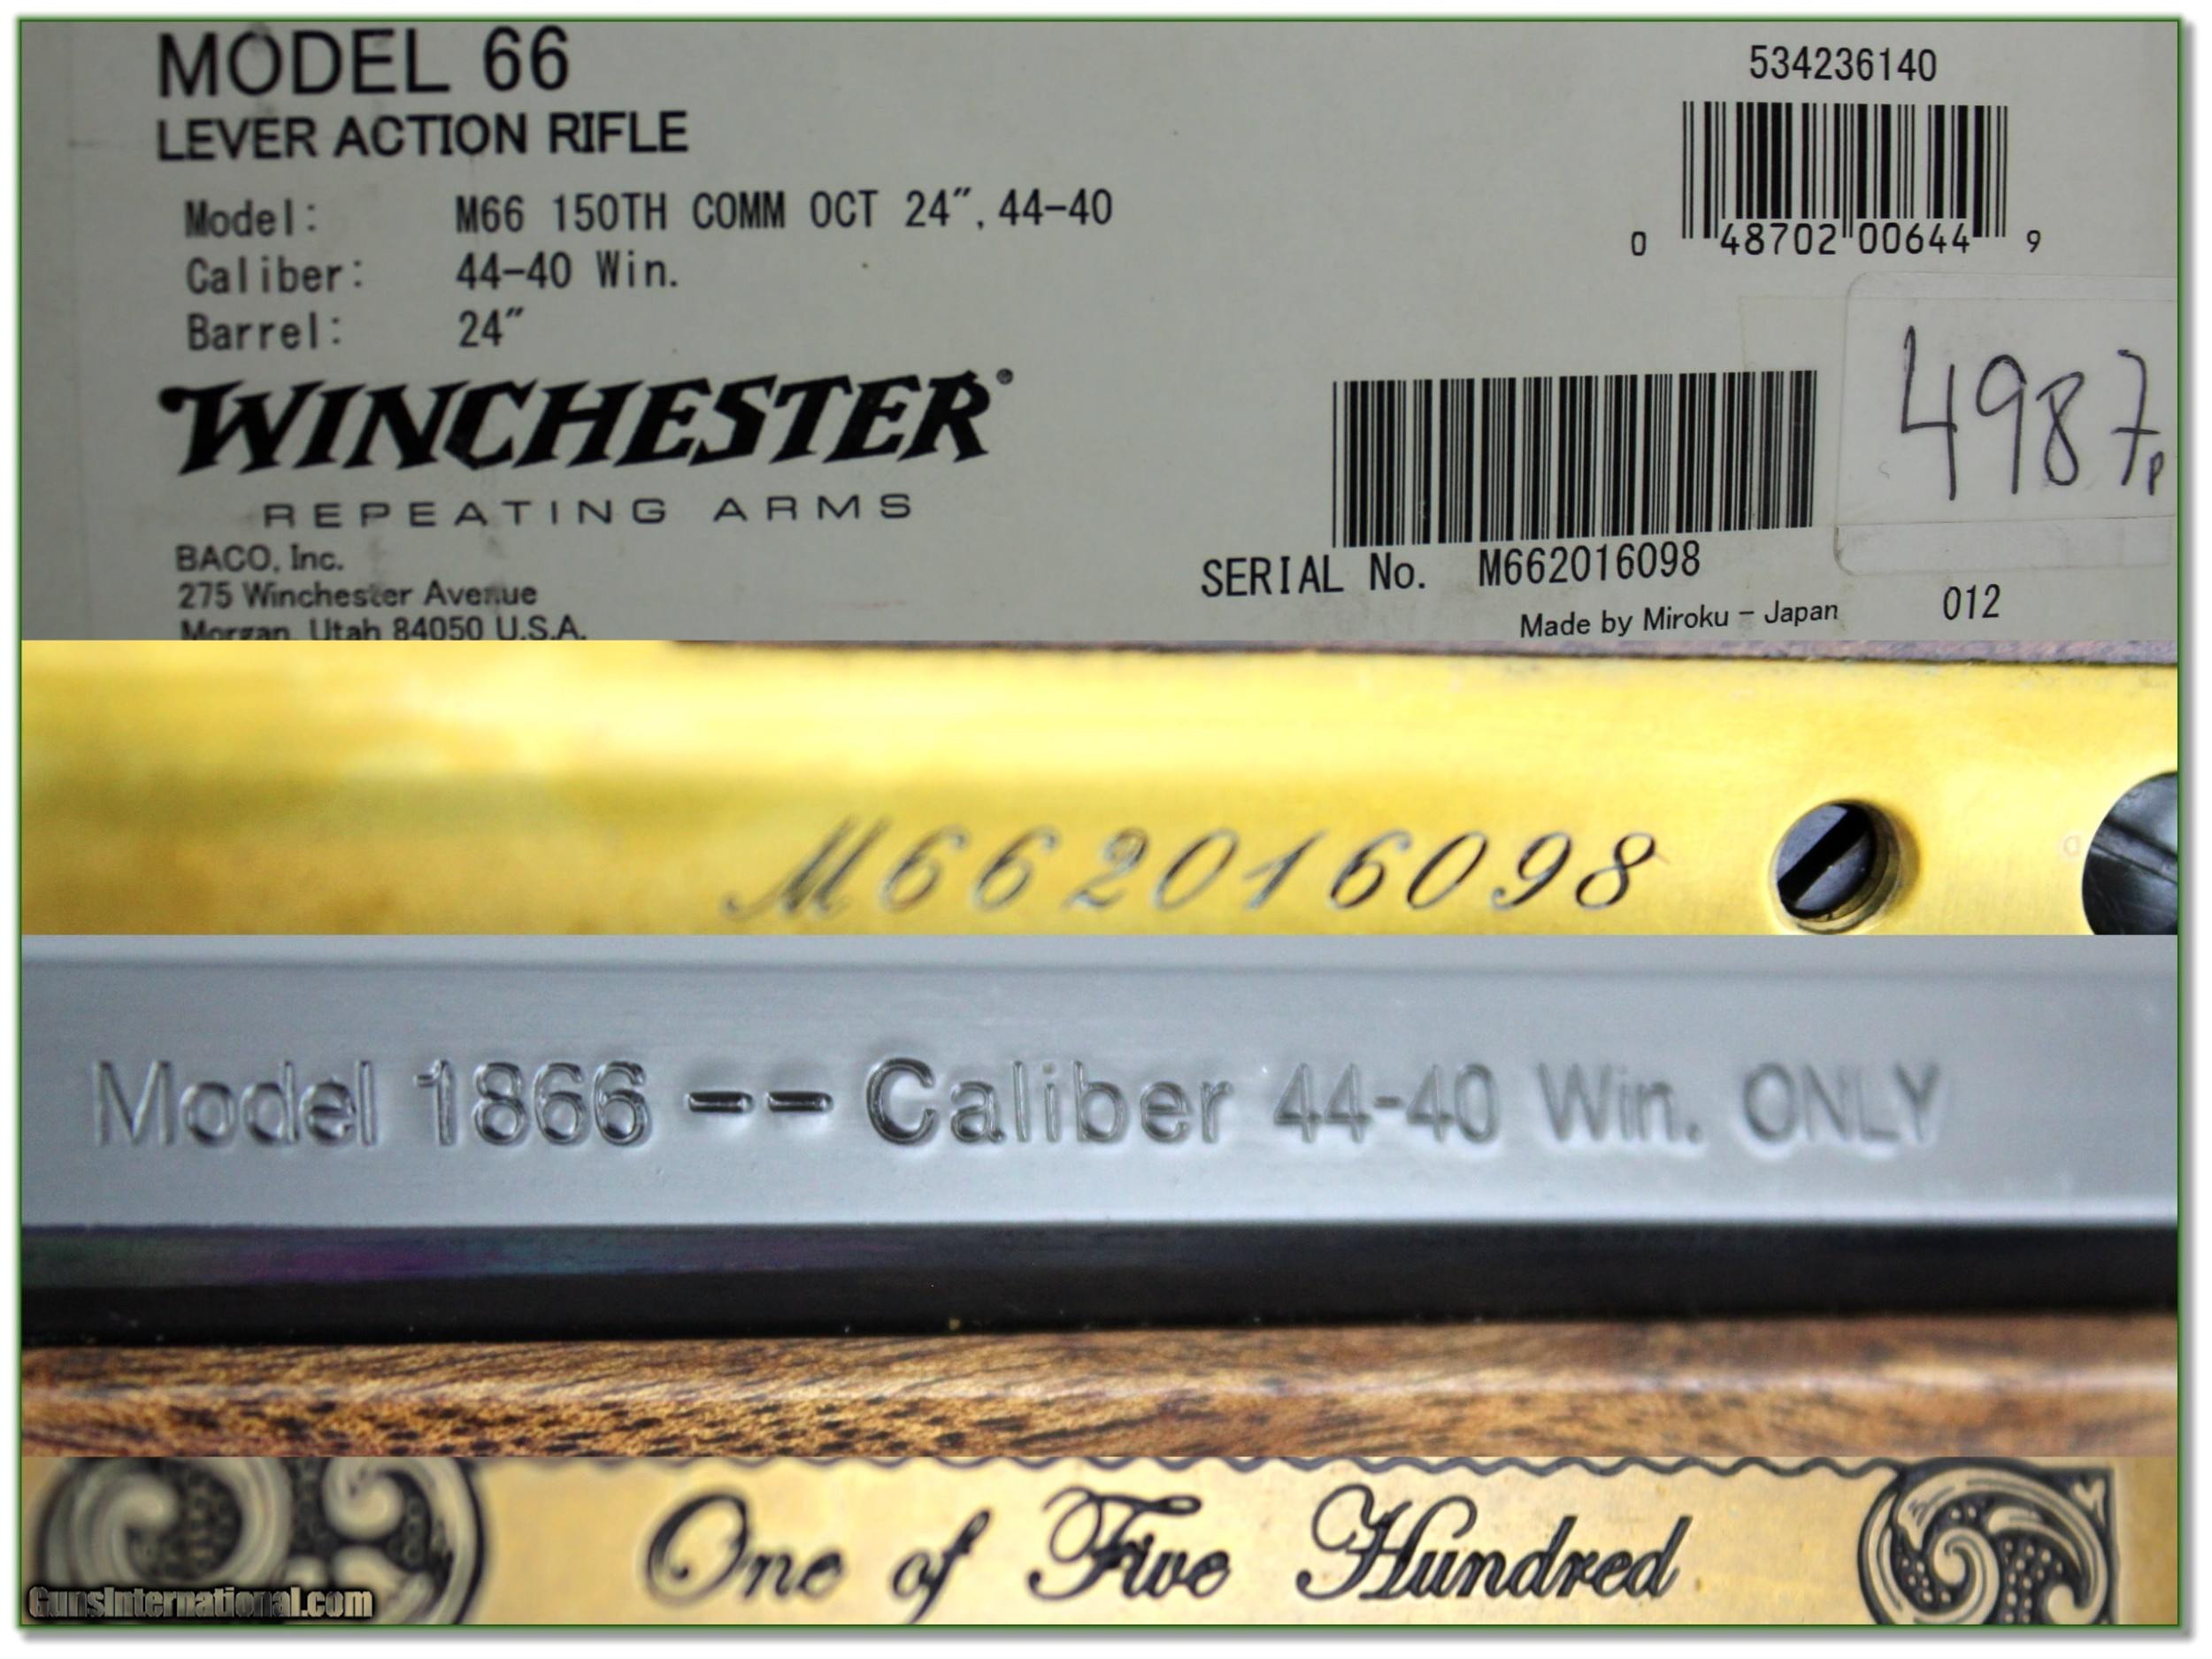 MODEL 66
LEVER ACTION RIFLE
Model: M66 150TH COMM OCT 24", 44-40
Caliber: 44-40 Win.
Barrel: 24"
WINCHESTER®
REPEATING ARMS
BACO, Inc.
275 Winchester Avenue
Morgan, Utah 84050 U.S.A.
534236140
0 48702 00644 9
4987p
SERIAL No. M662016098
Made by Miroku - Japan 012
M662016098
Model 1866 -- Caliber 44-40 Win. ONLY
One of Five Hundred
GunsInternational.com